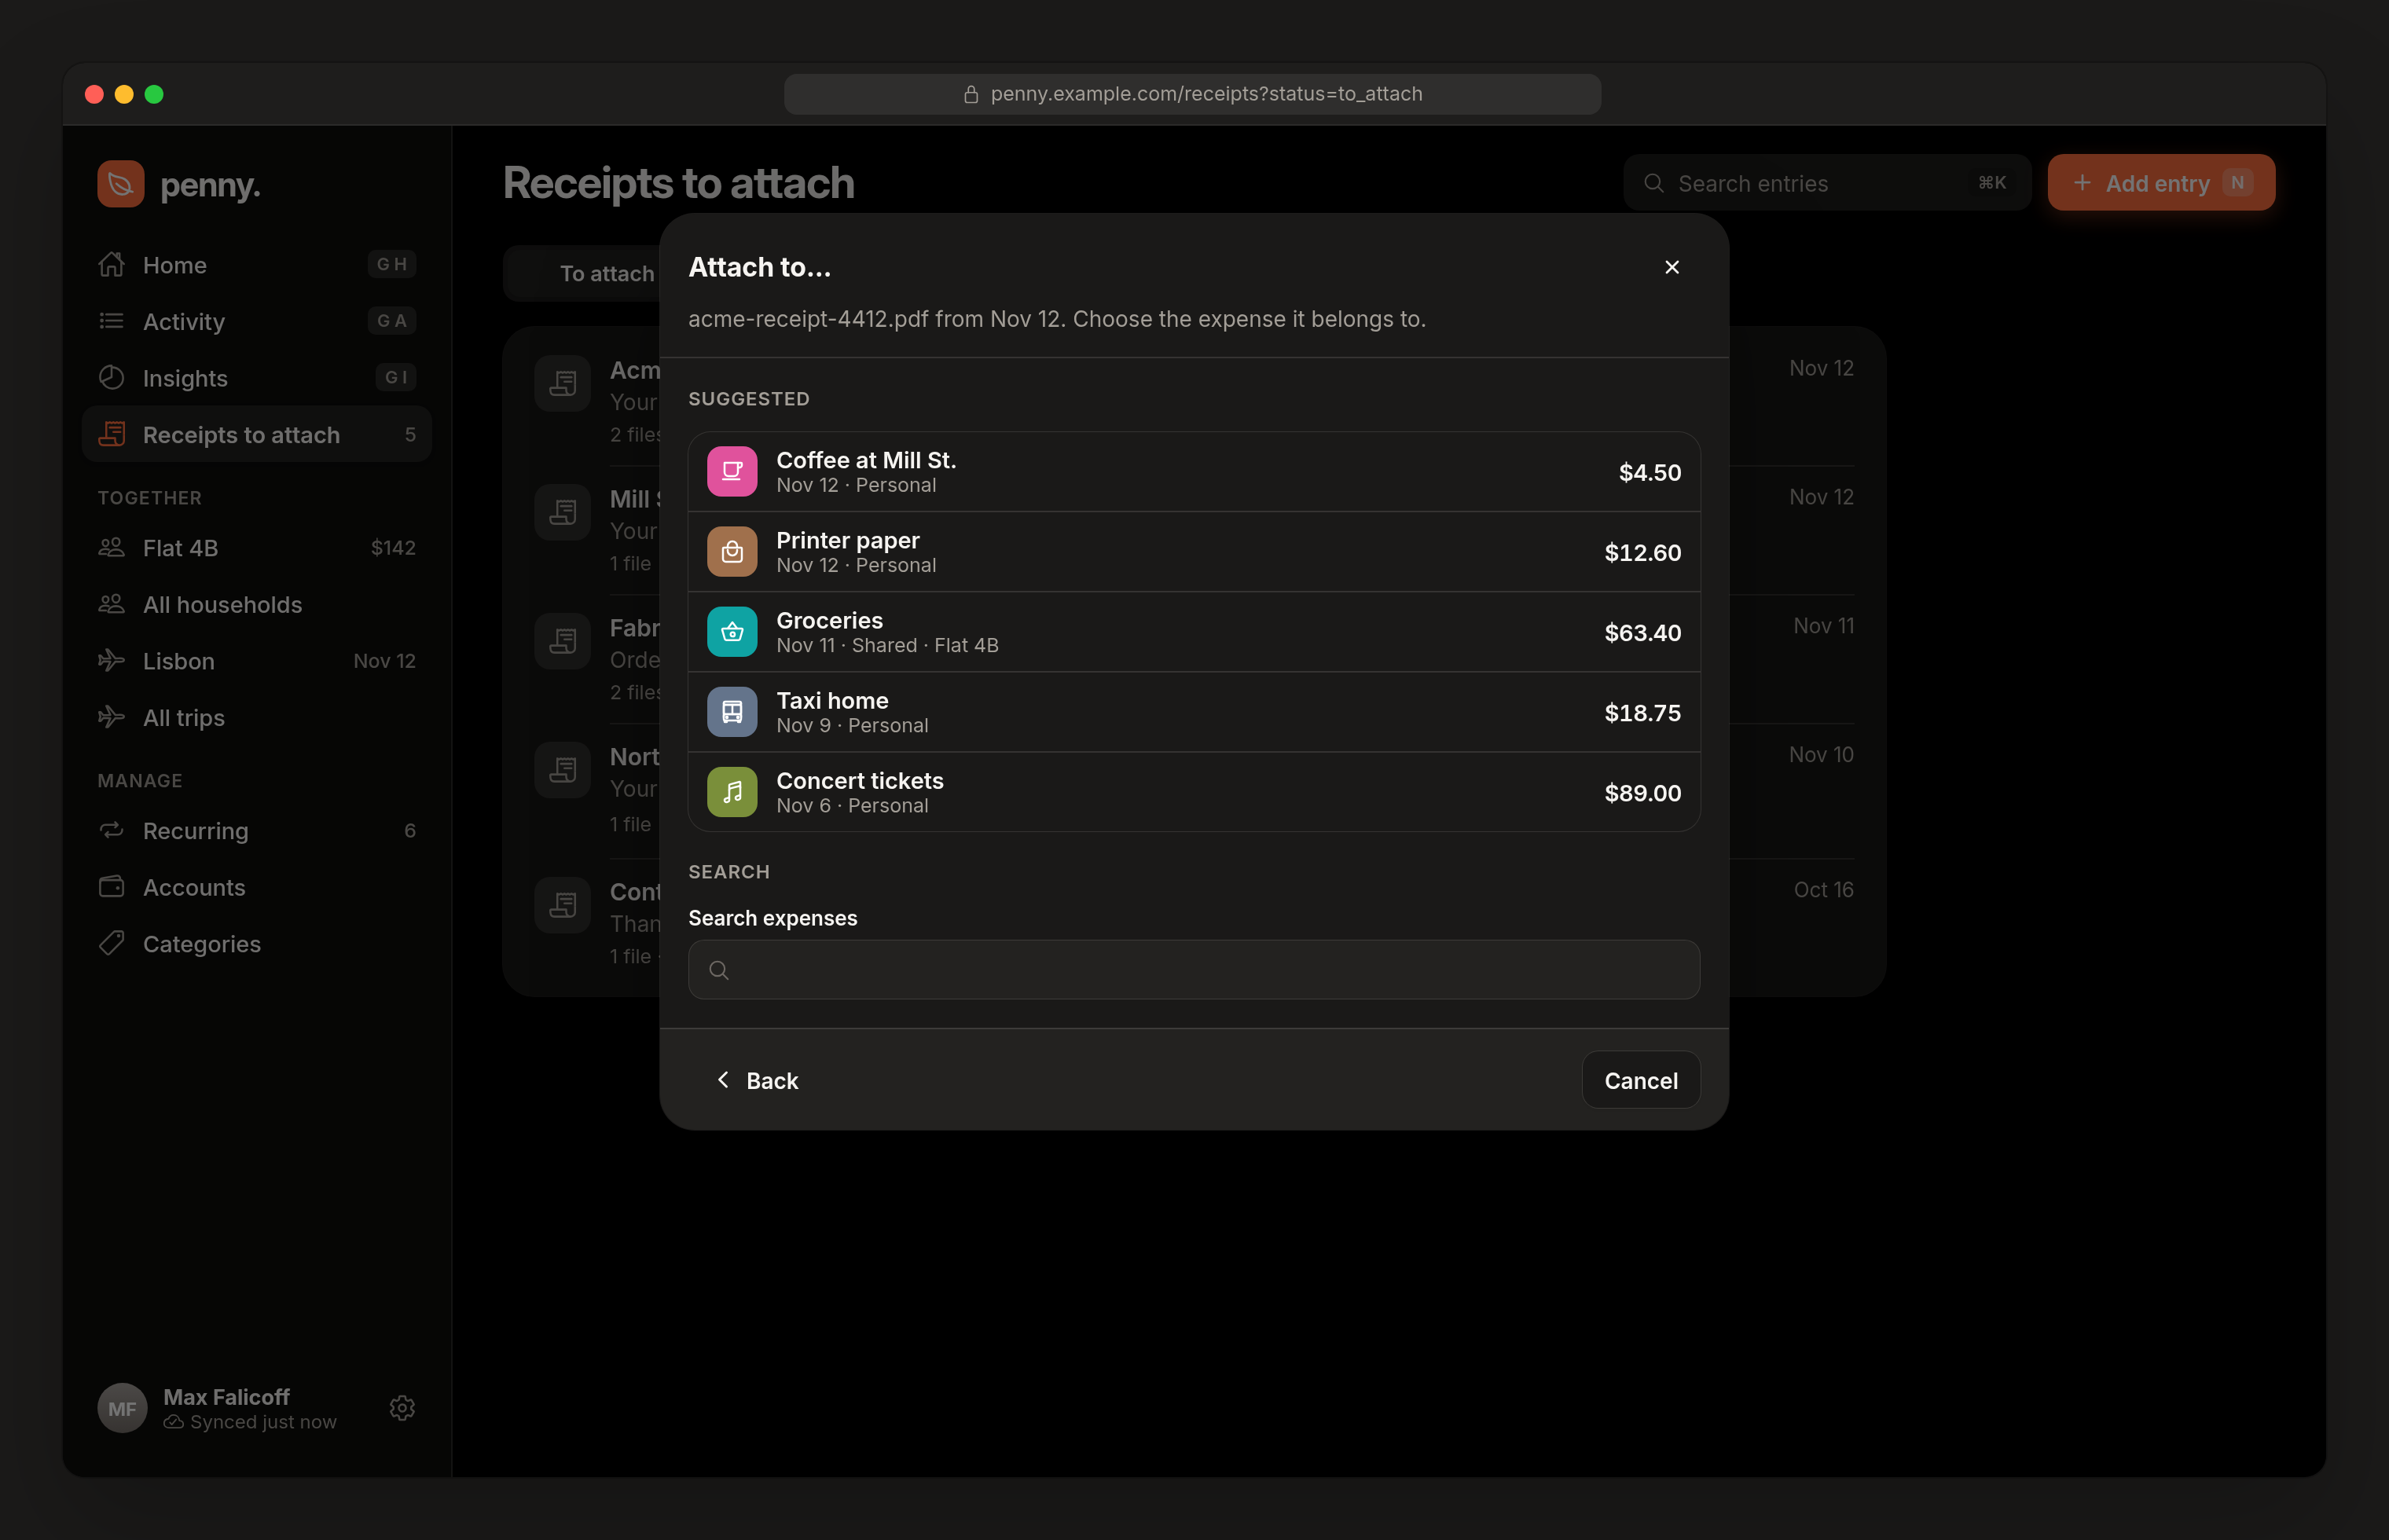 penny.example.com/receipts?status=to_attach
penny.
Home G H
Activity G A
Insights G I
Receipts to attach 5
TOGETHER
Flat 4B $142
All households
Lisbon Nov 12
All trips
MANAGE
Recurring 6
Accounts
Categories
MF Max Falicoff
Synced just now
Receipts to attach
Search entries ⌘K
+ Add entry N
To attach
Nov 12
Your
2 files
Nov 12
Mill
Your
1 file
Nov 11
2 files
Nov 10
Your
1 file
Oct 16
1 file
Attach to...
acme-receipt-4412.pdf from Nov 12. Choose the expense it belongs to.
SUGGESTED
Coffee at Mill St. $4.50
Nov 12 · Personal
Printer paper $12.60
Nov 12 · Personal
Groceries $63.40
Nov 11 · Shared · Flat 4B
Taxi home $18.75
Nov 9 · Personal
Concert tickets $89.00
Nov 6 · Personal
SEARCH
Search expenses
Back
Cancel